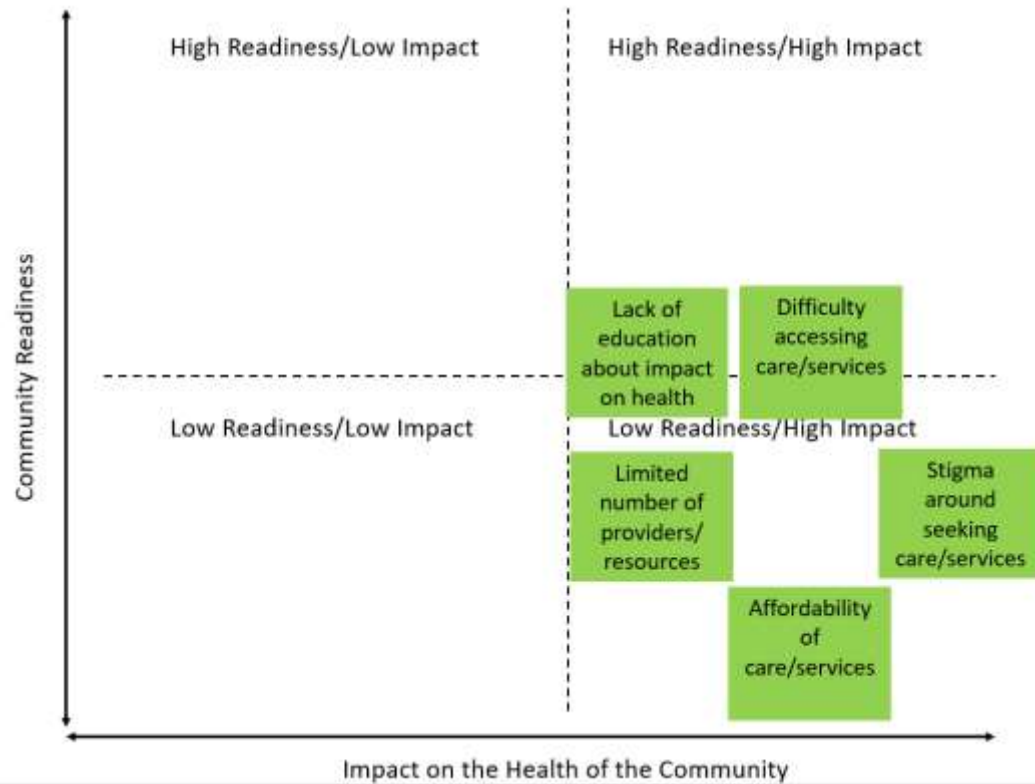 High Readiness/Low Impact
High Readiness/High Impact
Community Readiness
Lack of
education
about impact
on health
Difficulty
accessing
care/services
Low Readiness/Low Impact
Low Readiness/High Impact
Limited
number of
providers/
resources
Stigma
around
seeking
care/services
Affordability
of
care/services
Impact on the Health of the Community